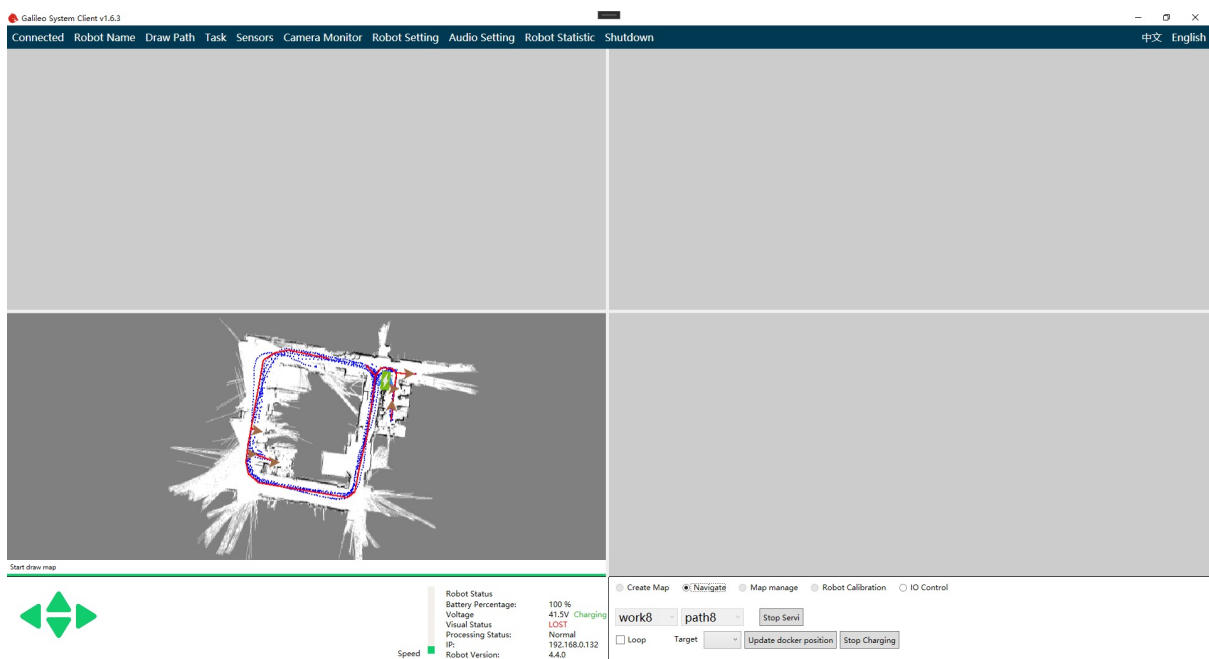 Galileo System Client v1.6.3
Connected Robot Name Draw Path Task Sensors Camera Monitor Robot Setting Audio Setting Robot Statistic Shutdown 中文 English
Start draw map
Robot Status
Battery Percentage: 100 %
Voltage 41.5V Charging
Visual Status LOST
Processing Status: Normal
IP: 192.168.0.132
Speed Robot Version: 4.4.0
Create Map Navigate Map manage Robot Calibration IO Control
work8 path8 Stop Servi
Loop Target Update docker position Stop Charging